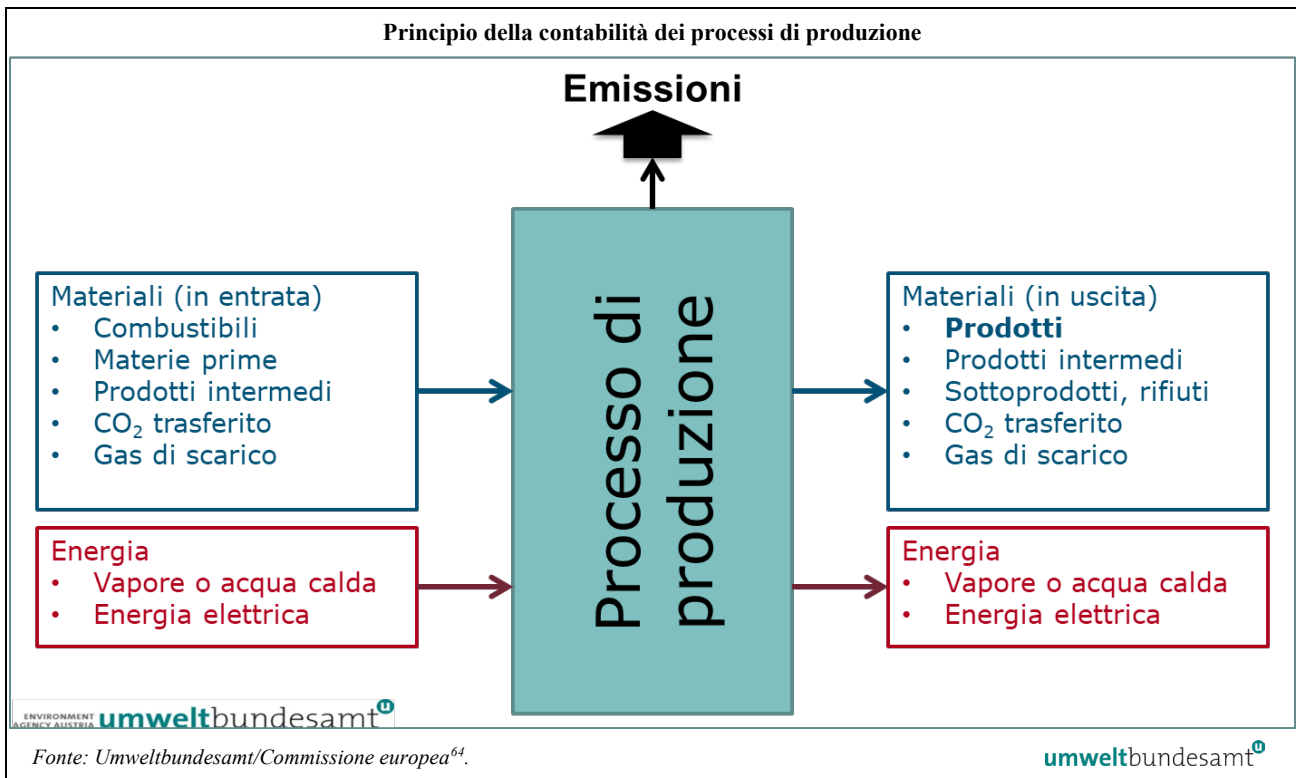 Principio della contabilità dei processi di produzione
Emissioni
Materiali (in entrata)
• Combustibili
• Materie prime
• Prodotti intermedi
• CO₂ trasferito
• Gas di scarico
Energia
• Vapore o acqua calda
• Energia elettrica
Processo di
produzione
Materiali (in uscita)
• Prodotti
• Prodotti intermedi
• Sottoprodotti, rifiuti
• CO₂ trasferito
• Gas di scarico
Energia
• Vapore o acqua calda
• Energia elettrica
ENVIRONMENT
AGENCY AUSTRIA umweltbundesamt
Fonte: Umweltbundesamt/Commissione europea⁶⁴.
umweltbundesamt